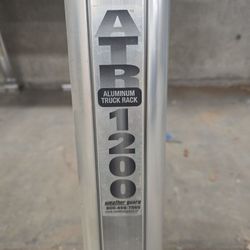 ATR
ALUMINUM
TRUCK RACK
1200
weather guard